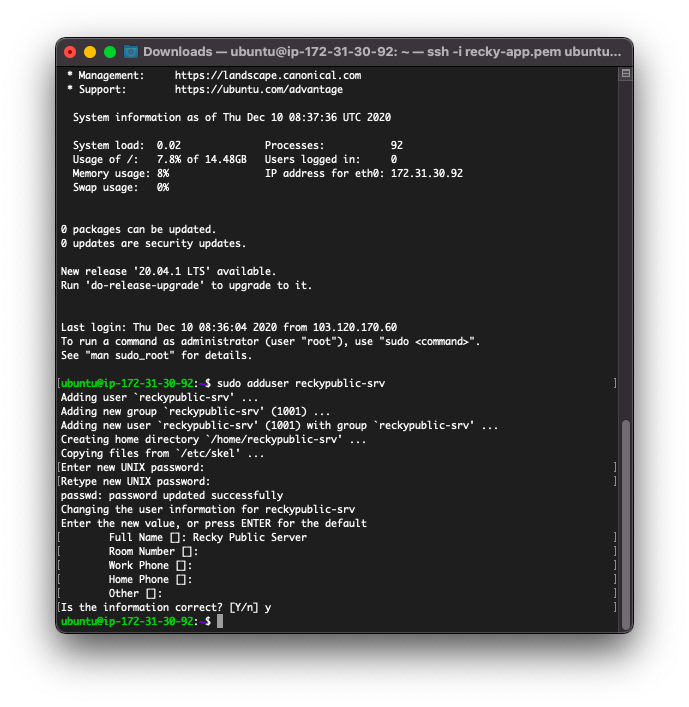 Downloads — ubuntu@ip-172-31-30-92: ~ — ssh -i recky-app.pem ubuntu...
* Management:     https://landscape.canonical.com
* Support:        https://ubuntu.com/advantage
System information as of Thu Dec 10 08:37:36 UTC 2020
System load:  0.02              Processes:           92
Usage of /:   7.8% of 14.48GB   Users logged in:     0
Memory usage: 8%                IP address for eth0: 172.31.30.92
Swap usage:   0%
0 packages can be updated.
0 updates are security updates.
New release '20.04.1 LTS' available.
Run 'do-release-upgrade' to upgrade to it.
Last login: Thu Dec 10 08:36:04 2020 from 103.120.170.60
To run a command as administrator (user "root"), use "sudo <command>".
See "man sudo_root" for details.
[ubuntu@ip-172-31-30-92:~$ sudo adduser reckypublic-srv ]
Adding user `reckypublic-srv' ...
Adding new group `reckypublic-srv' (1001) ...
Adding new user `reckypublic-srv' (1001) with group `reckypublic-srv' ...
Creating home directory `/home/reckypublic-srv' ...
Copying files from `/etc/skel' ...
[Enter new UNIX password: ]
[Retype new UNIX password: ]
passwd: password updated successfully
Changing the user information for reckypublic-srv
Enter the new value, or press ENTER for the default
[       Full Name []: Recky Public Server ]
[       Room Number []: ]
[       Work Phone []: ]
[       Home Phone []: ]
[       Other []: ]
[Is the information correct? [Y/n] y ]
ubuntu@ip-172-31-30-92:~$